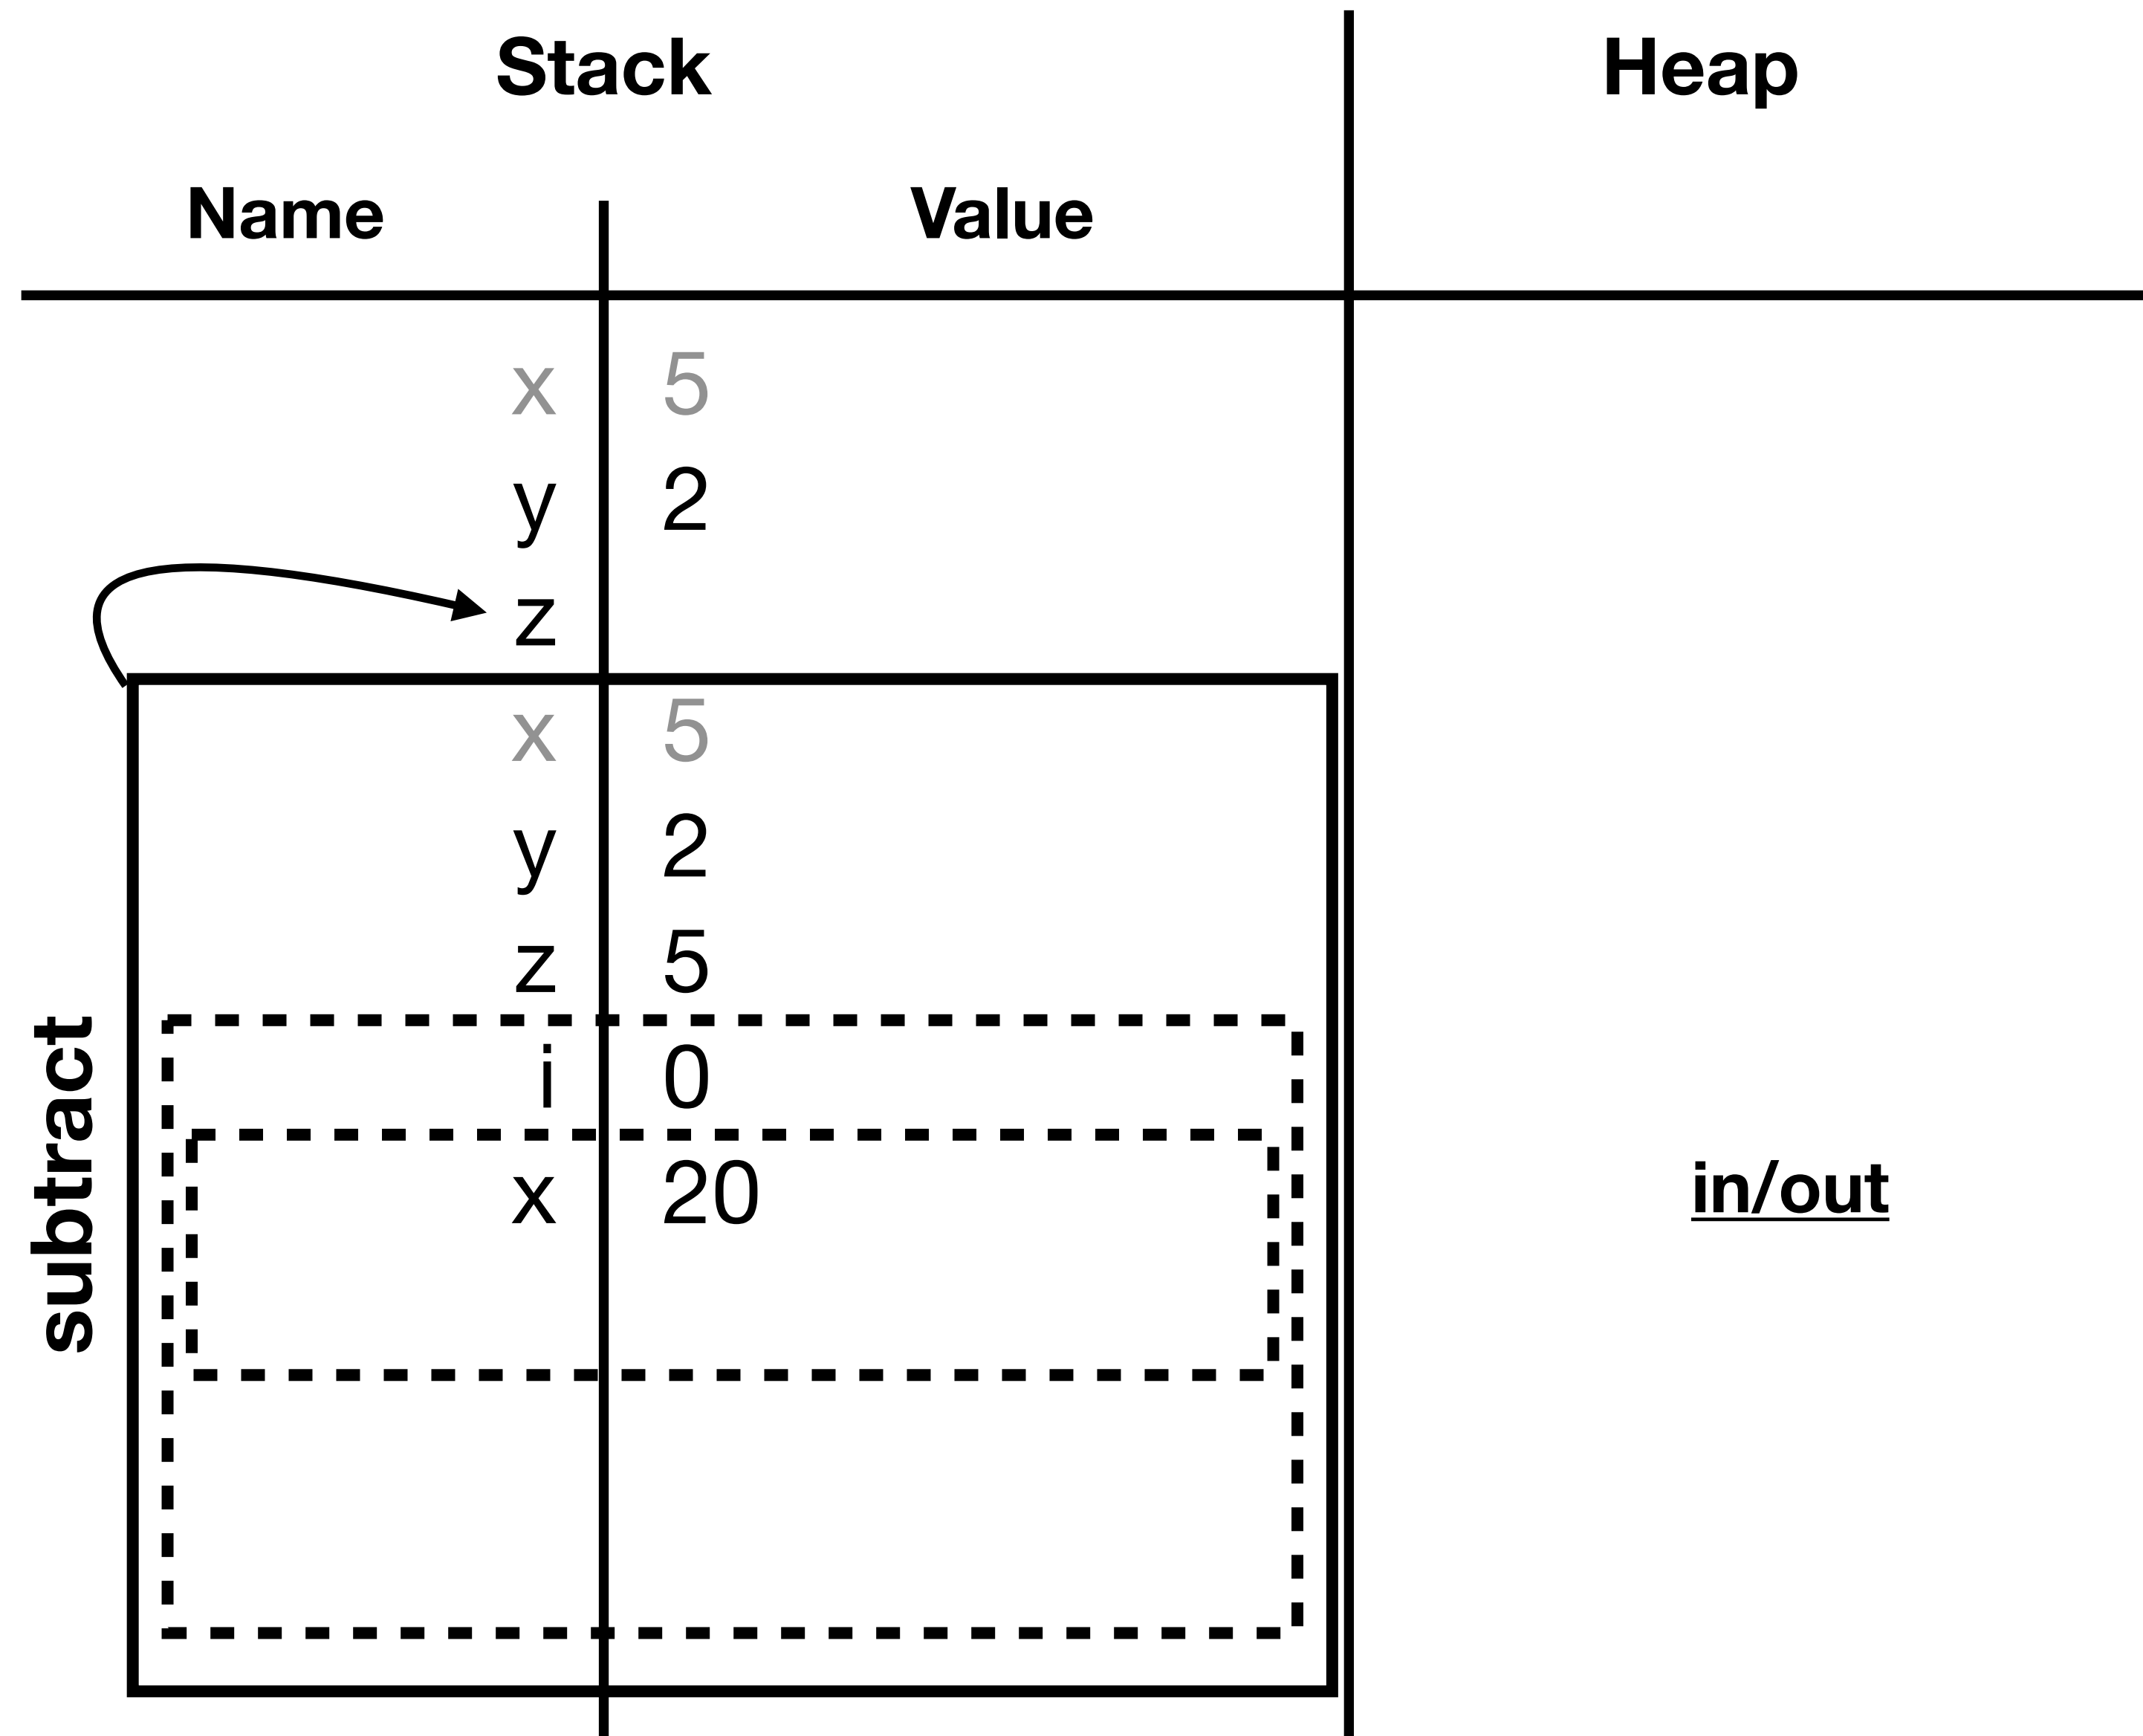 Stack Heap
Name Value
x 5
y 2
z
x 5
y 2
z 5
i 0
x 20
subtract
in/out